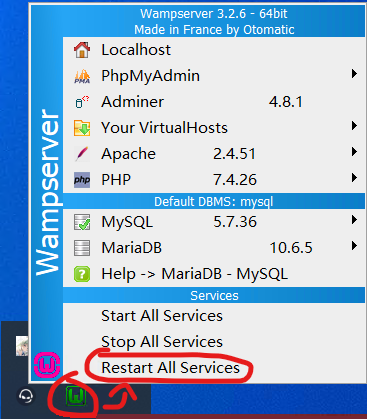 Wampserver 3.2.6 - 64bit
Made in France by Otomatic
Wampserver
Localhost
PhpMyAdmin
Adminer 4.8.1
Your VirtualHosts
Apache 2.4.51
PHP 7.4.26
Default DBMS: mysql
MySQL 5.7.36
MariaDB 10.6.5
Help -> MariaDB - MySQL
Services
Start All Services
Stop All Services
Restart All Services